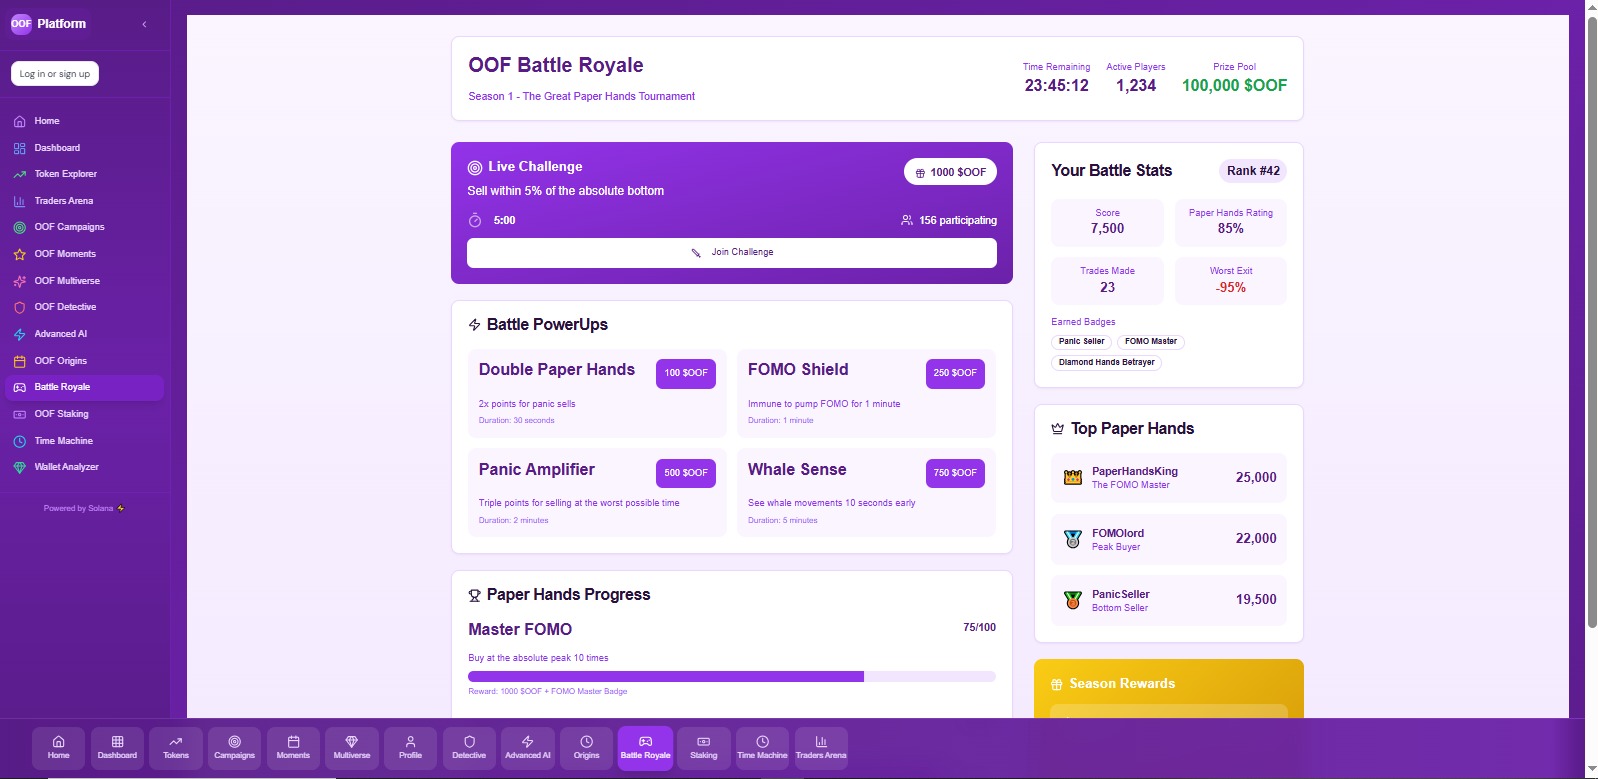 OOF Platform
Log in or sign up
Home
Dashboard
Token Explorer
Traders Arena
OOF Campaigns
OOF Moments
OOF Multiverse
OOF Detective
Advanced AI
OOF Origins
Battle Royale
OOF Staking
Time Machine
Wallet Analyzer
Powered by Solana
OOF Battle Royale
Season 1 - The Great Paper Hands Tournament
Time Remaining
23:45:12
Active Players
1,234
Prize Pool
100,000 $OOF
Live Challenge
1000 $OOF
Sell within 5% of the absolute bottom
5:00
156 participating
Join Challenge
Battle PowerUps
Double Paper Hands
100 $OOF
2x points for panic sells
Duration: 30 seconds
FOMO Shield
250 $OOF
Immune to pump FOMO for 1 minute
Duration: 1 minute
Panic Amplifier
500 $OOF
Triple points for selling at the worst possible time
Duration: 2 minutes
Whale Sense
750 $OOF
See whale movements 10 seconds early
Duration: 5 minutes
Paper Hands Progress
Master FOMO
75/100
Buy at the absolute peak 10 times
Reward: 1000 $OOF + FOMO Master Badge
Your Battle Stats
Rank #42
Score
7,500
Paper Hands Rating
85%
Trades Made
23
Worst Exit
-95%
Earned Badges
Panic Seller
FOMO Master
Diamond Hands Betrayer
Top Paper Hands
PaperHandsKing
The FOMO Master
25,000
FOMOlord
Peak Buyer
22,000
PanicSeller
Bottom Seller
19,500
Season Rewards
Home
Dashboard
Tokens
Campaigns
Moments
Multiverse
Profile
Detective
Advanced AI
Origins
Battle Royale
Staking
Time Machine
Traders Arena